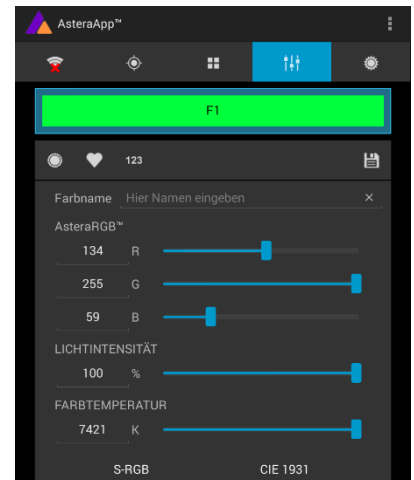 AsteraApp™
F1
123
Farbname Hier Namen eingeben
AsteraRGB™
134 R
255 G
59 B
LICHTINTENSITÄT
100 %
FARBTEMPERATUR
7421 K
S-RGB CIE 1931